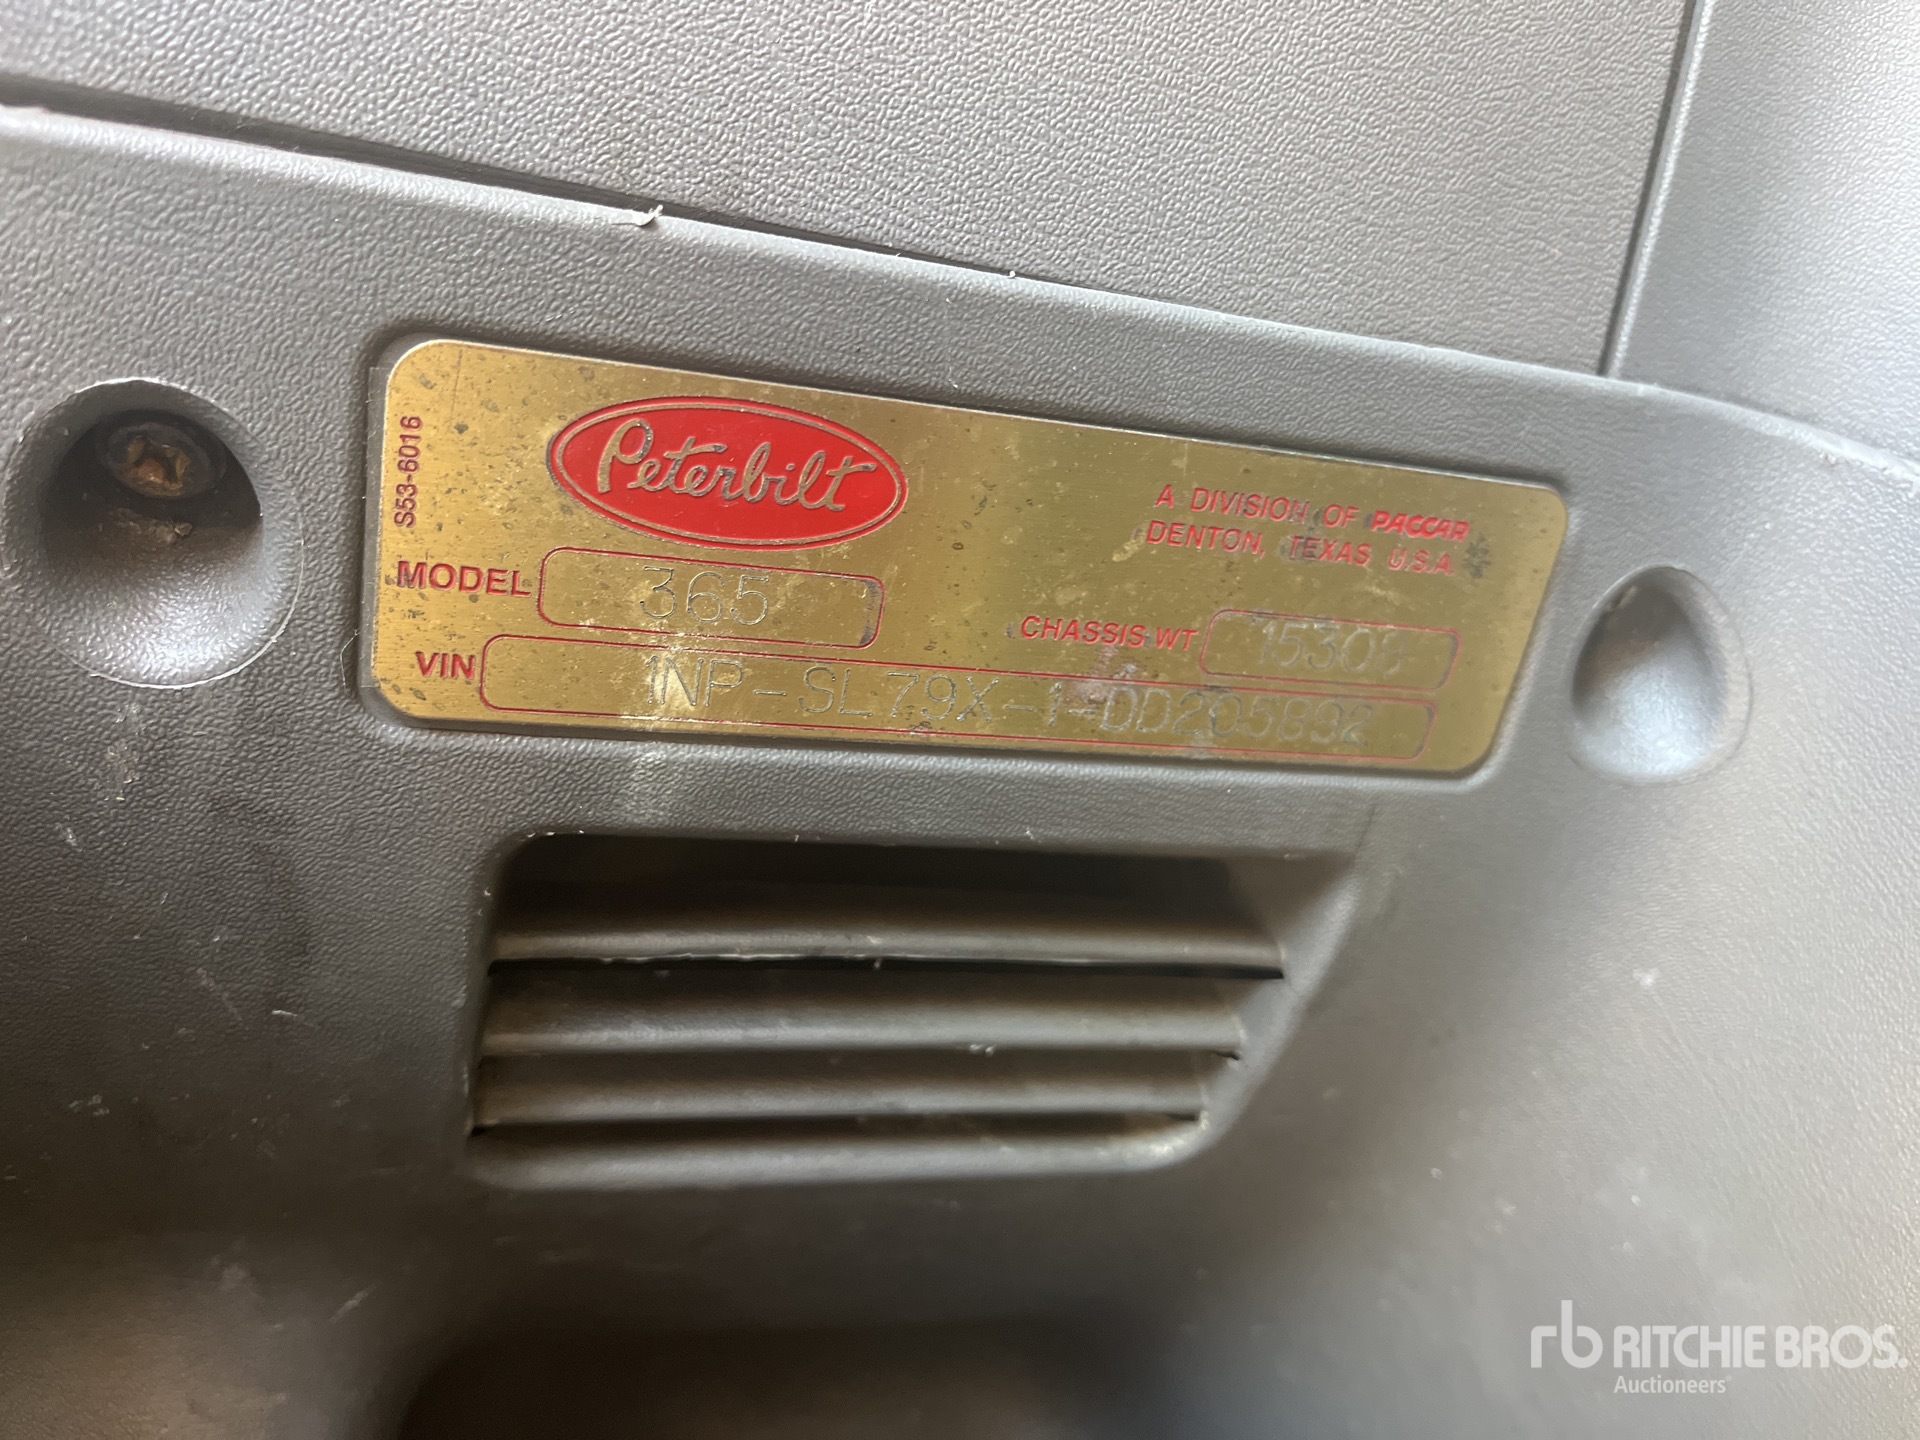 S53-6016
Peterbilt
A DIVISION OF PACCAR
DENTON, TEXAS U.S.A.
MODEL 365
CHASSIS WT 15308
VIN 1NP-SL79X-1-DD205892
rb RITCHIE BROS.
Auctioneers